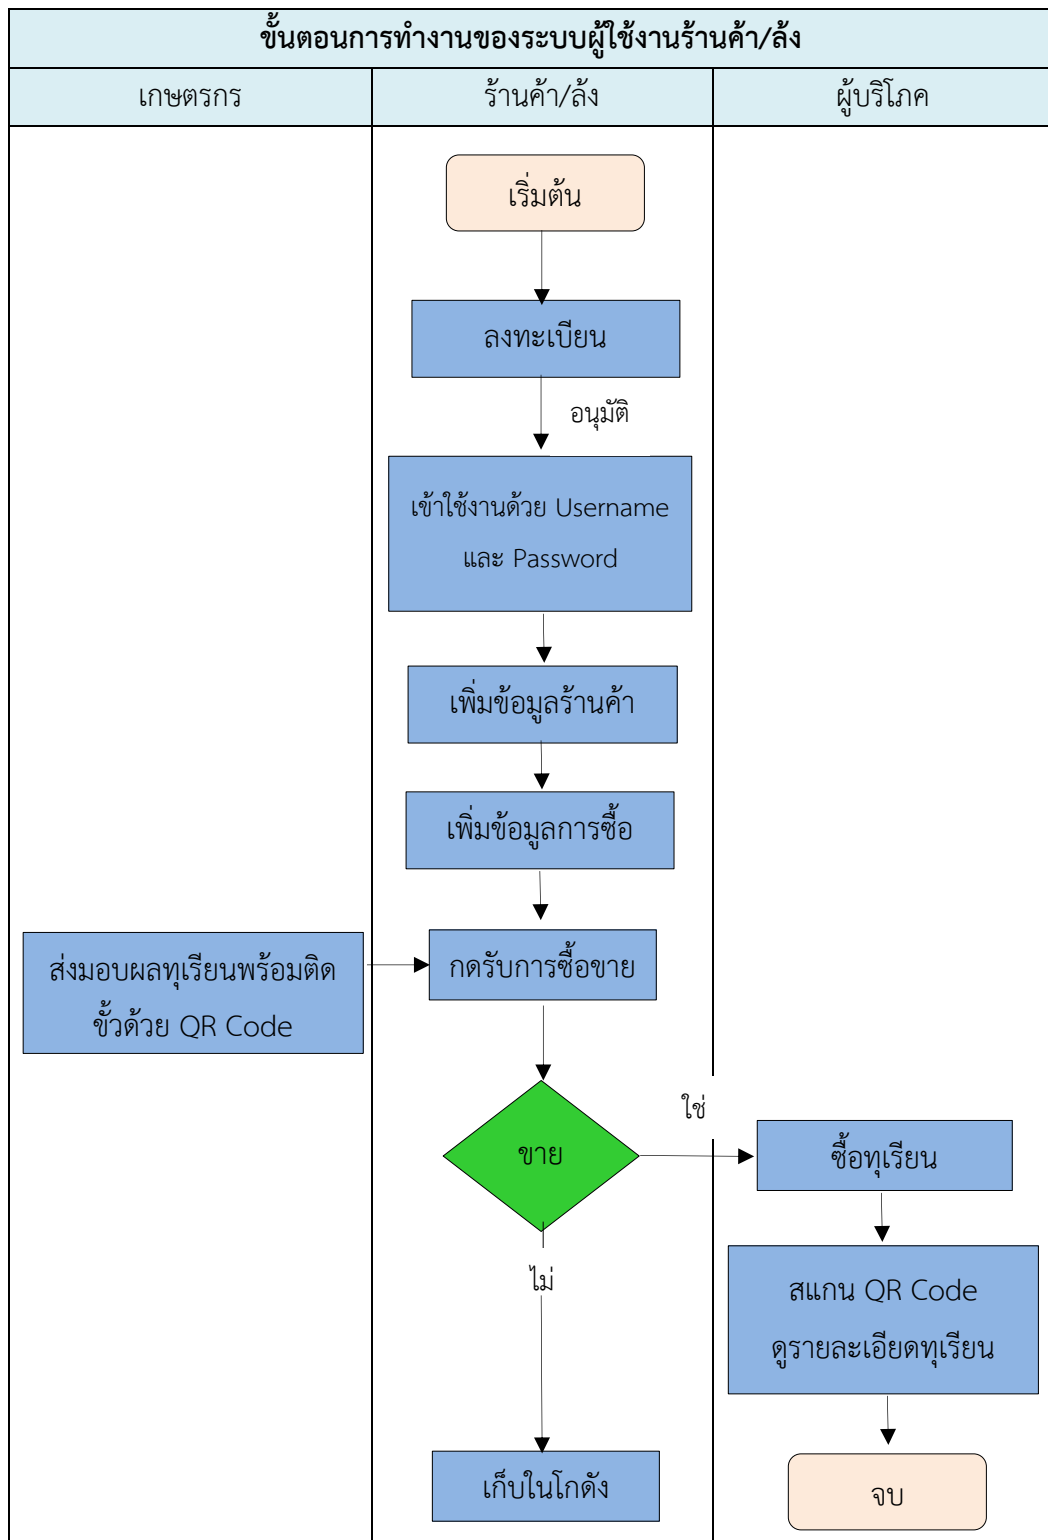 ขั้นตอนการทำงานของระบบผู้ใช้งานร้านค้า/ล้ง
เกษตรกร
ร้านค้า/ล้ง
ผู้บริโภค
เริ่มต้น
ลงทะเบียน
อนุมัติ
เข้าใช้งานด้วย Username
และ Password
เพิ่มข้อมูลร้านค้า
เพิ่มข้อมูลการซื้อ
ส่งมอบผลทุเรียนพร้อมติด
ขั้วด้วย QR Code
กดรับการซื้อขาย
ขาย
ใช่
ซื้อทุเรียน
ไม่
สแกน QR Code
ดูรายละเอียดทุเรียน
เก็บในโกดัง
จบ